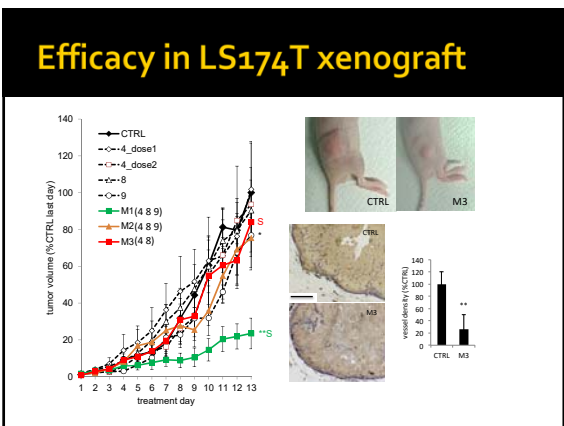 Efficacy in LS174T xenograft
tumor volume (%CTRL last day)
140
120
100
80
60
40
20
0
CTRL
4_dose1
4_dose2
8
9
M1(4 8 9)
M2(4 8 9)
M3(4 8)
S
*
**S
1 2 3 4 5 6 7 8 9 10 11 12 13
treatment day
CTRL
M3
CTRL
M3
vessel density (%CTRL)
140
120
100
80
60
40
20
0
**
CTRL M3